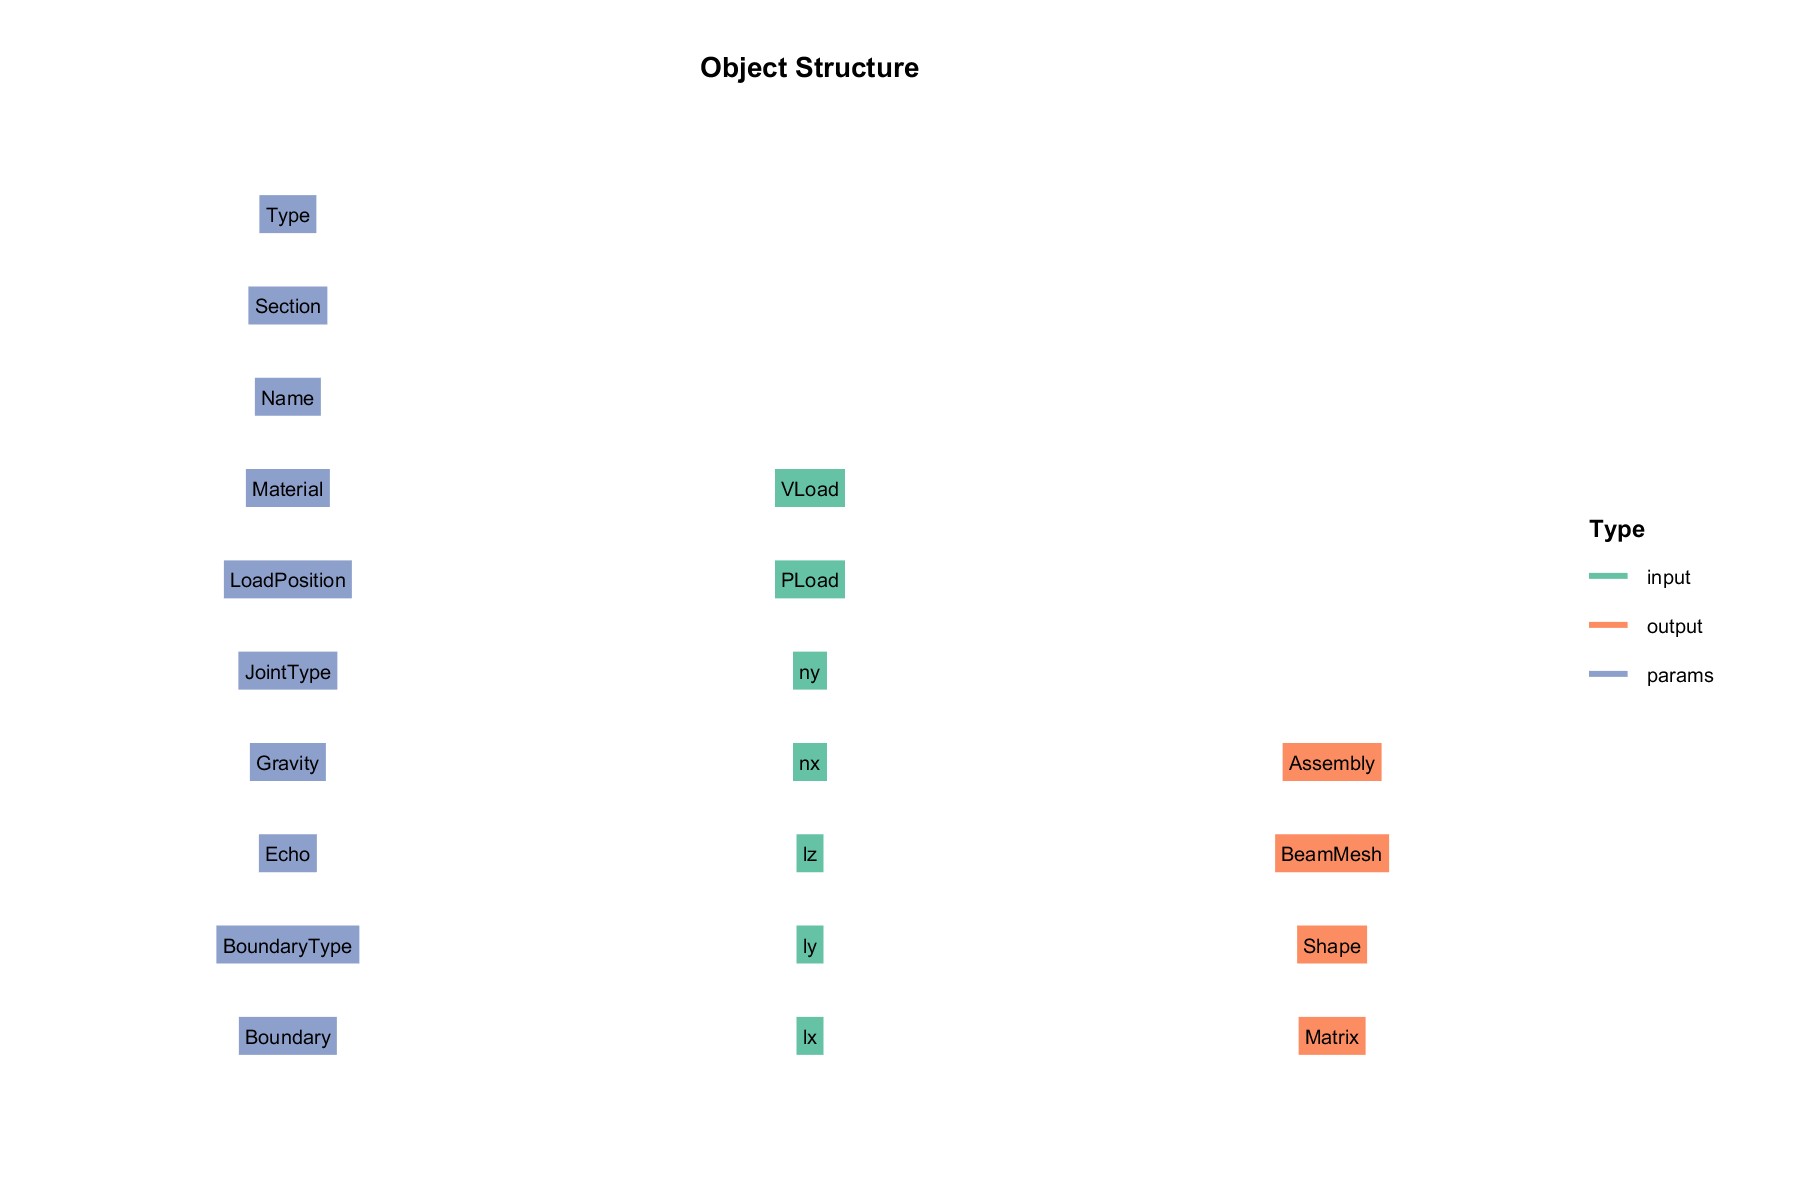 Object Structure
Type
Section
Name
Material
LoadPosition
JointType
Gravity
Echo
BoundaryType
Boundary
VLoad
PLoad
ny
nx
lz
ly
lx
Assembly
BeamMesh
Shape
Matrix
Type
input
output
params